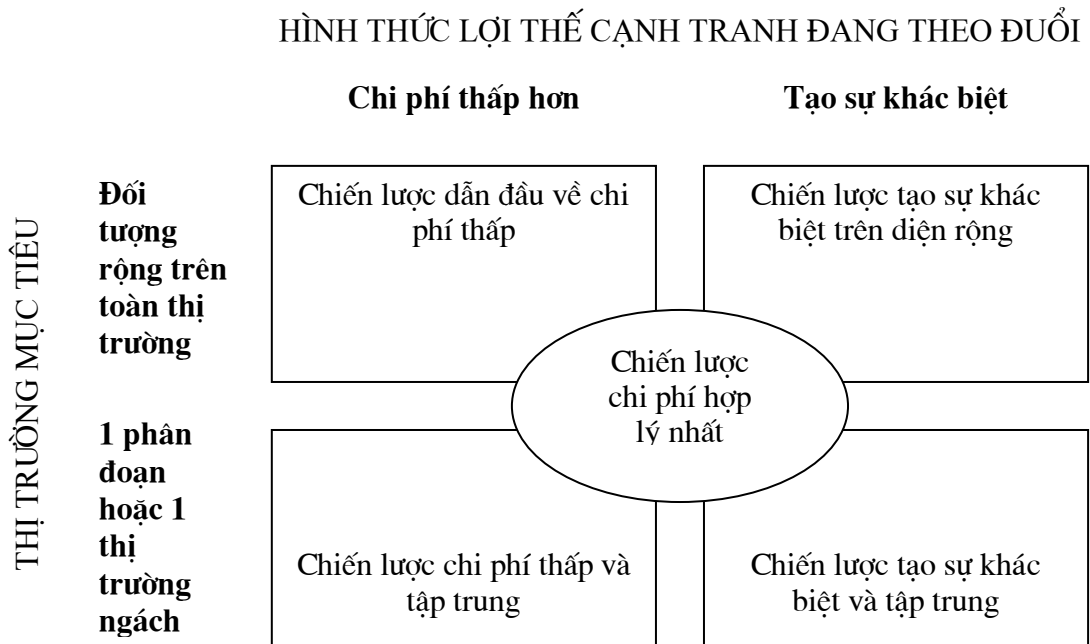 HÌNH THỨC LỢI THẾ CẠNH TRANH ĐANG THEO ĐUỔI
Chi phí thấp hơn
Tạo sự khác biệt
THỊ TRƯỜNG MỤC TIÊU
Đối
tượng
rộng trên
toàn thị
trường
Chiến lược dẫn đầu về chi
phí thấp
Chiến lược tạo sự khác
biệt trên diện rộng
Chiến lược
chi phí hợp
lý nhất
1 phân
đoạn
hoặc 1
thị
trường
ngách
Chiến lược chi phí thấp và
tập trung
Chiến lược tạo sự khác
biệt và tập trung